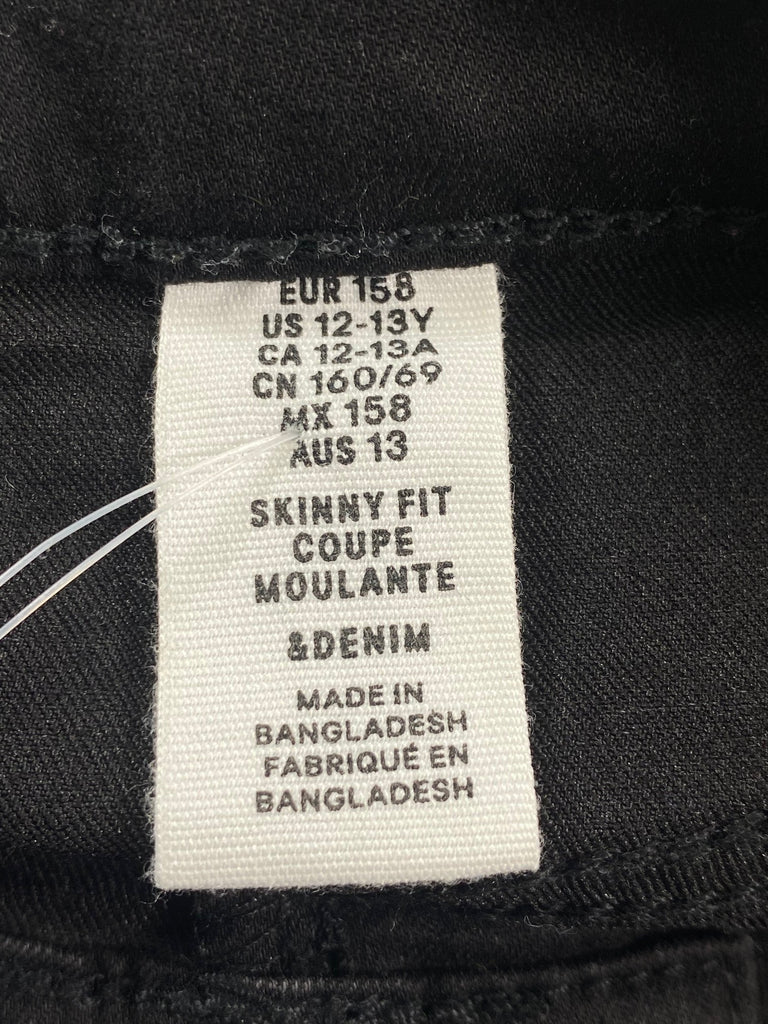 EUR 158
US 12-13Y
CA 12-13A
CN 160/69
MX 158
AUS 13
SKINNY FIT
COUPE
MOULANTE
&DENIM
MADE IN
BANGLADESH
FABRIQUÉ EN
BANGLADESH